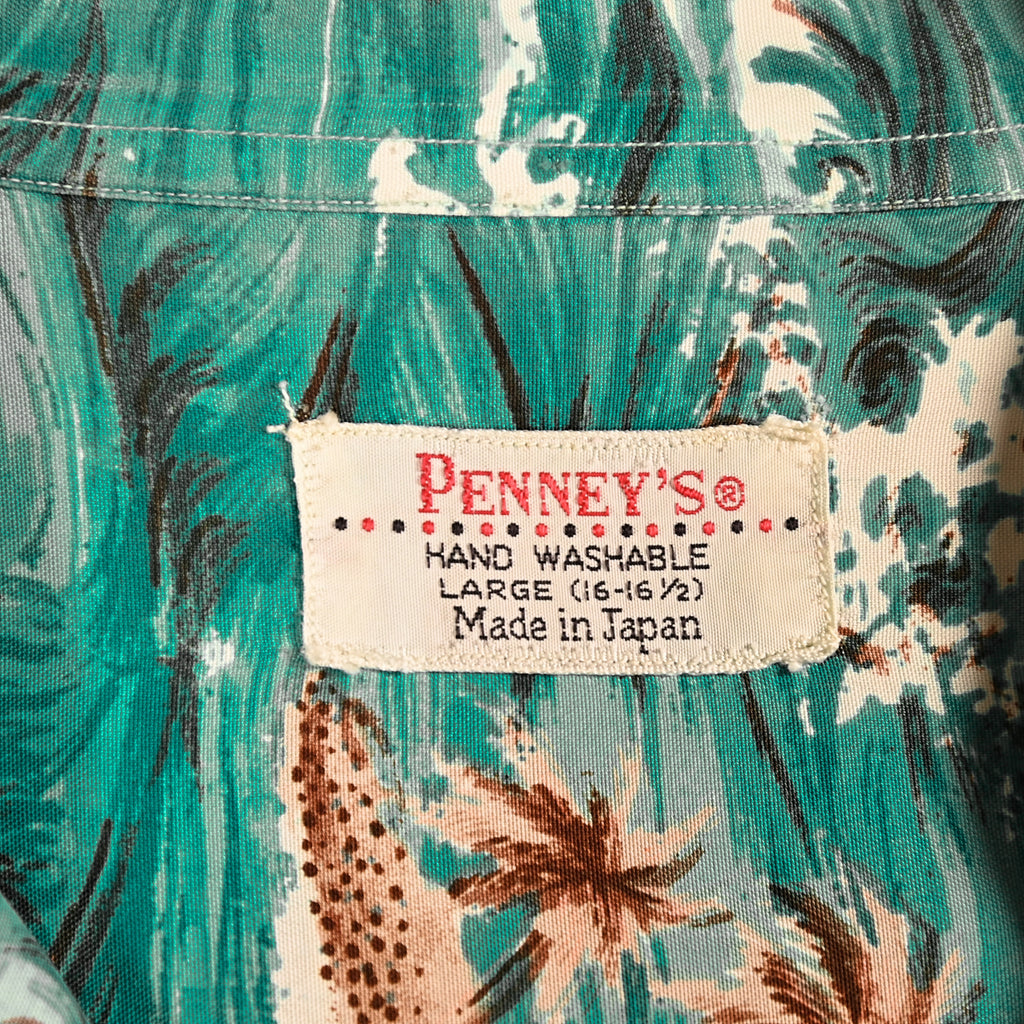 PENNEY'S®
HAND WASHABLE
LARGE (16-16½)
Made in Japan